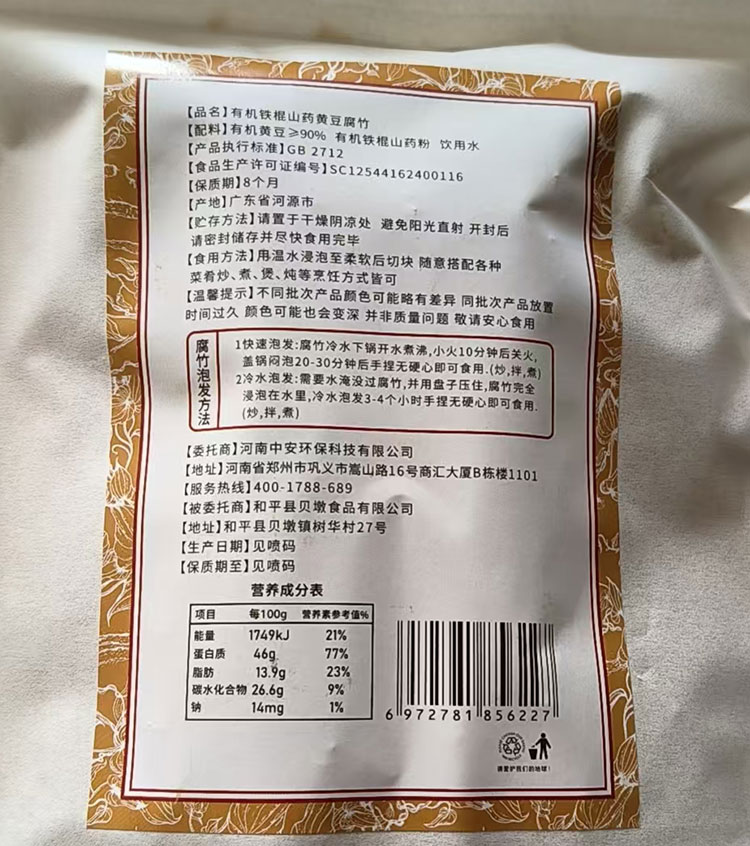 【品名】有机铁棍山药黄豆腐竹
【配料】有机黄豆≥90% 有机铁棍山药粉 饮用水
【产品执行标准】GB 2712
【食品生产许可证编号】SC12544162400116
【保质期】8个月
【产地】广东省河源市
【贮存方法】请置于干燥阴凉处 避免阳光直射 开封后
请密封储存并尽快食用完毕
【食用方法】用温水浸泡至柔软后切块 随意搭配各种
菜肴炒、煮、煲、炖等烹饪方式皆可
【温馨提示】不同批次产品颜色可能略有差异 同批次产品放置
时间过久 颜色可能也会变深 并非质量问题 敬请安心食用
腐竹泡发方法
1快速泡发:腐竹冷水下锅开水煮沸,小火10分钟后关火,
盖锅闷泡20-30分钟后手捏无硬心即可食用.(炒,拌,煮)
2冷水泡发:需要水淹没过腐竹,并用盘子压住,腐竹完全
浸泡在水里,冷水泡发3-4个小时手捏无硬心即可食用.
(炒,拌,煮)
【委托商】河南中安环保科技有限公司
【地址】河南省郑州市巩义市嵩山路16号商汇大厦B栋楼1101
【服务热线】400-1788-689
【被委托商】和平县贝墩食品有限公司
【地址】和平县贝墩镇树华村27号
【生产日期】见喷码
【保质期至】见喷码
营养成分表
项目 每100g 营养素参考值%
能量 1749kJ 21%
蛋白质 46g 77%
脂肪 13.9g 23%
碳水化合物 26.6g 9%
钠 14mg 1%
6 972781 856227
请爱护我们的地球!